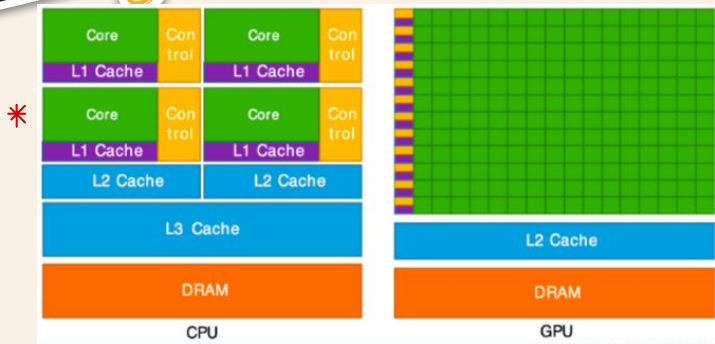 Core
Con
trol
Core
Con
trol
L1 Cache
L1 Cache
Core
Con
trol
Core
Con
trol
L1 Cache
L1 Cache
L2 Cache
L2 Cache
L3 Cache
DRAM
CPU
L2 Cache
DRAM
GPU